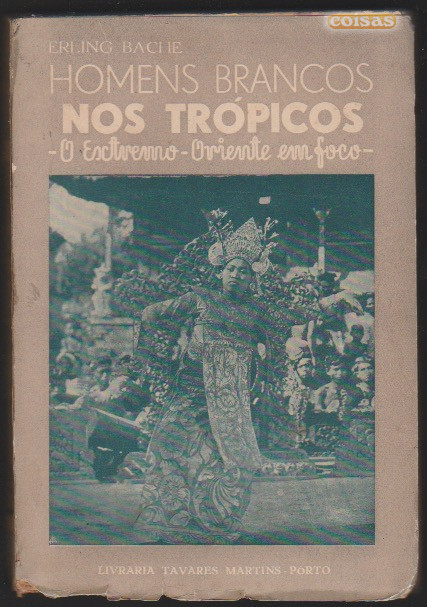 coisas
ERLING BACHE
HOMENS BRANCOS
NOS TRÓPICOS
-O Extremo-Oriente em foco-
LIVRARIA TAVARES MARTINS-PORTO